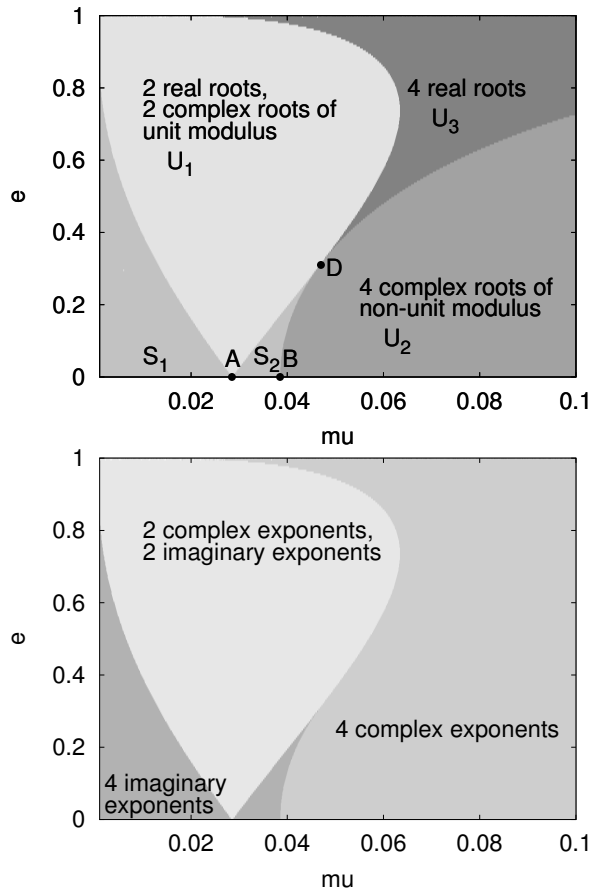 1
0.8
0.6
0.4
0.2
0
e
2 real roots,
2 complex roots of
unit modulus
U1
4 real roots
U3
D
4 complex roots of
non-unit modulus
U2
S1
A
S2
B
0.02
0.04
0.06
0.08
0.1
mu
1
0.8
0.6
0.4
0.2
0
e
2 complex exponents,
2 imaginary exponents
4 complex exponents
4 imaginary
exponents
0.02
0.04
0.06
0.08
0.1
mu